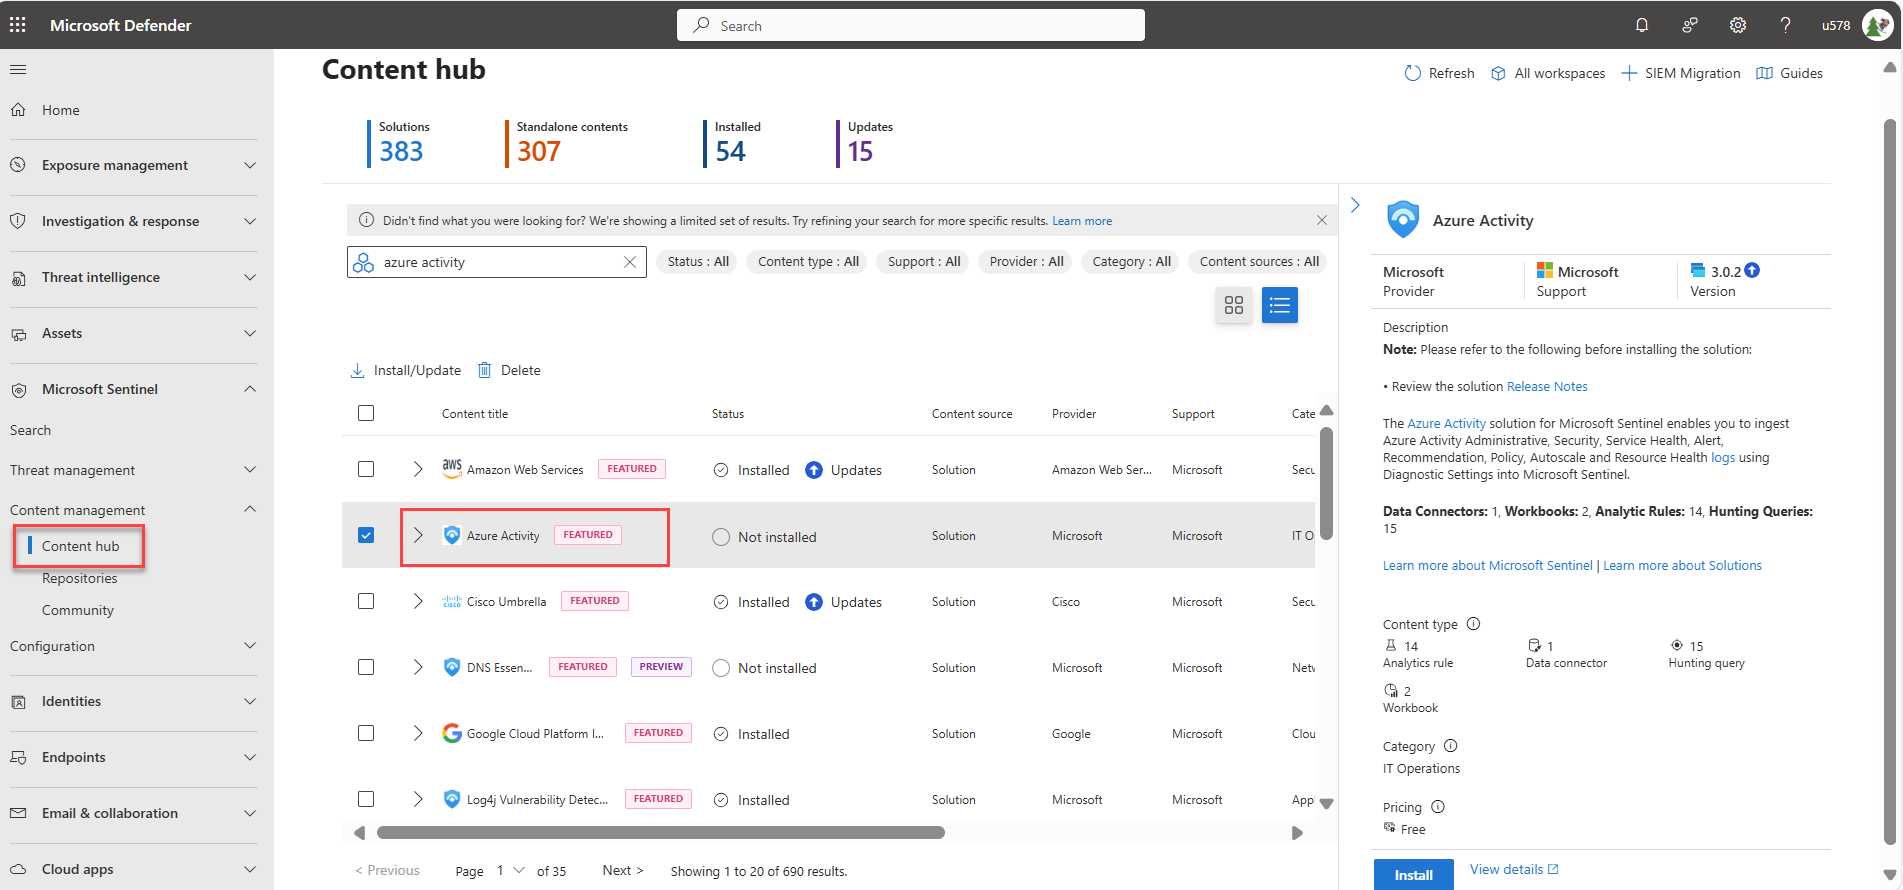 Microsoft Defender
Search
u578
Home
Exposure management
Investigation & response
Threat intelligence
Assets
Microsoft Sentinel
Search
Threat management
Content management
Content hub
Repositories
Community
Configuration
Identities
Endpoints
Email & collaboration
Cloud apps
Content hub
Refresh
All workspaces
SIEM Migration
Guides
Solutions
383
Standalone contents
307
Installed
54
Updates
15
Didn't find what you were looking for? We're showing a limited set of results. Try refining your search for more specific results. Learn more
azure activity
Status : All
Content type : All
Support : All
Provider : All
Category : All
Content sources : All
Install/Update
Delete
Content title Status Content source Provider Support Cate
aws Amazon Web Services FEATURED Installed Updates Solution Amazon Web Ser... Microsoft Secu
Azure Activity FEATURED Not installed Solution Microsoft Microsoft IT O
cisco Cisco Umbrella FEATURED Installed Updates Solution Cisco Microsoft Secu
DNS Essen... FEATURED PREVIEW Not installed Solution Microsoft Microsoft Netv
Google Cloud Platform I... FEATURED Installed Solution Google Microsoft Clou
Log4j Vulnerability Detec... FEATURED Installed Solution Microsoft Microsoft Appl
< Previous Page 1 of 35 Next > Showing 1 to 20 of 690 results.
Azure Activity
Microsoft
Provider
Microsoft
Support
3.0.2
Version
Description
Note: Please refer to the following before installing the solution:
• Review the solution Release Notes
The Azure Activity solution for Microsoft Sentinel enables you to ingest
Azure Activity Administrative, Security, Service Health, Alert,
Recommendation, Policy, Autoscale and Resource Health logs using
Diagnostic Settings into Microsoft Sentinel.
Data Connectors: 1, Workbooks: 2, Analytic Rules: 14, Hunting Queries:
15
Learn more about Microsoft Sentinel | Learn more about Solutions
Content type
14
Analytics rule
1
Data connector
15
Hunting query
2
Workbook
Category
IT Operations
Pricing
Free
Install
View details